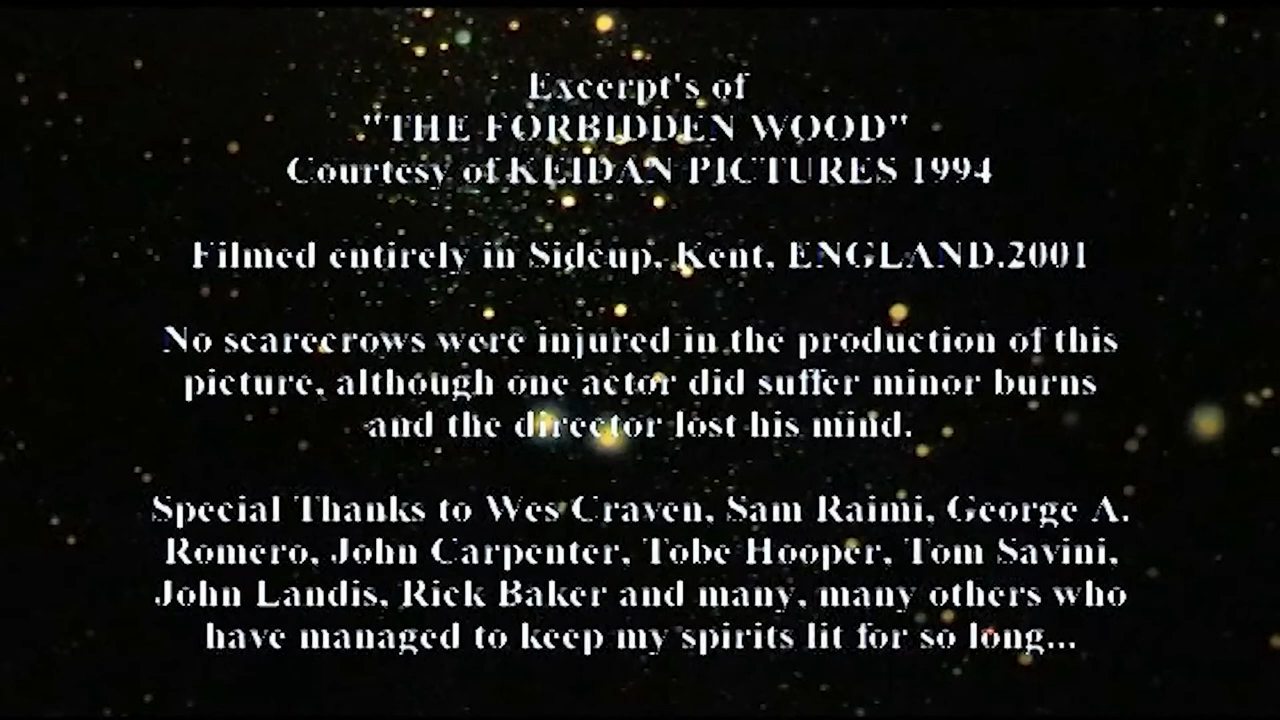 Excerpt's of
"THE FORBIDDEN WOOD"
Courtesy of KEIDAN PICTURES 1994
Filmed entirely in Sidcup, Kent, ENGLAND.2001
No scarecrows were injured in the production of this
picture, although one actor did suffer minor burns
and the director lost his mind.
Special Thanks to Wes Craven, Sam Raimi, George A.
Romero, John Carpenter, Tobe Hooper, Tom Savini,
John Landis, Rick Baker and many, many others who
have managed to keep my spirits lit for so long...